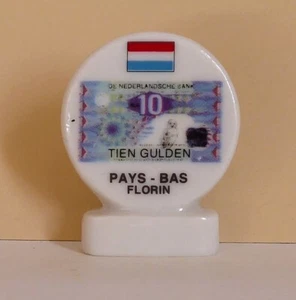 DE NEDERLANDSCHE BANK
10
TIEN GULDEN
PAYS - BAS
FLORIN